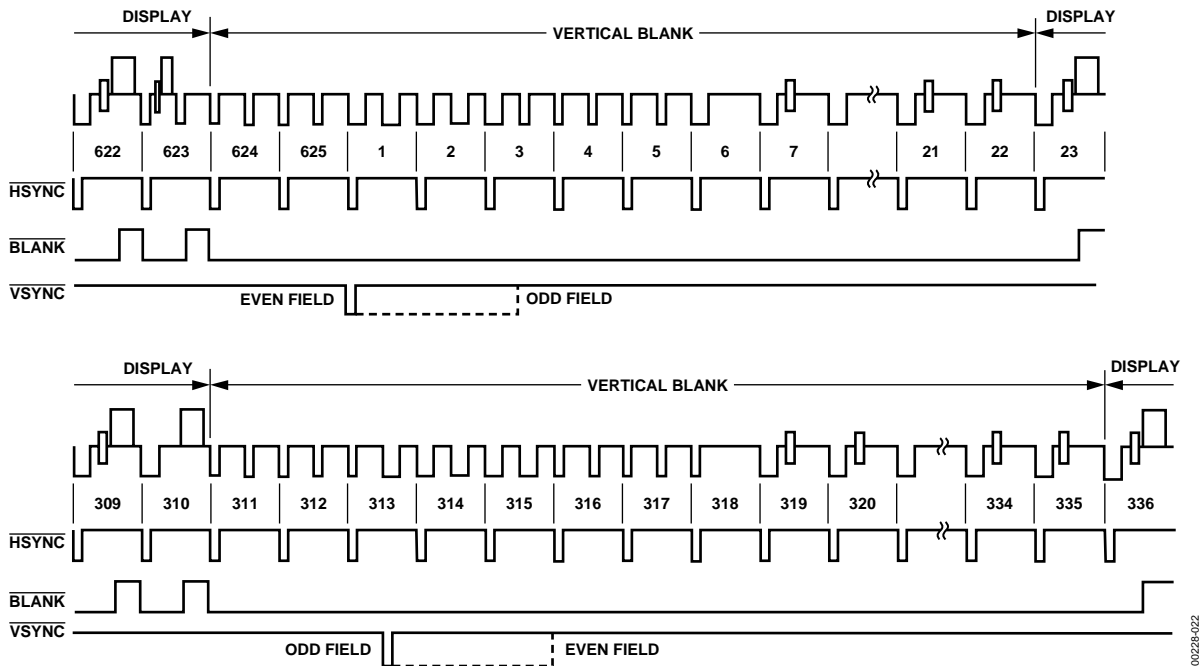 DISPLAY VERTICAL BLANK DISPLAY
622 623 624 625 1 2 3 4 5 6 7 21 22 23
HSYNC
BLANK
VSYNC
EVEN FIELD ODD FIELD
DISPLAY VERTICAL BLANK DISPLAY
309 310 311 312 313 314 315 316 317 318 319 320 334 335 336
HSYNC
BLANK
VSYNC
ODD FIELD EVEN FIELD
00228-022